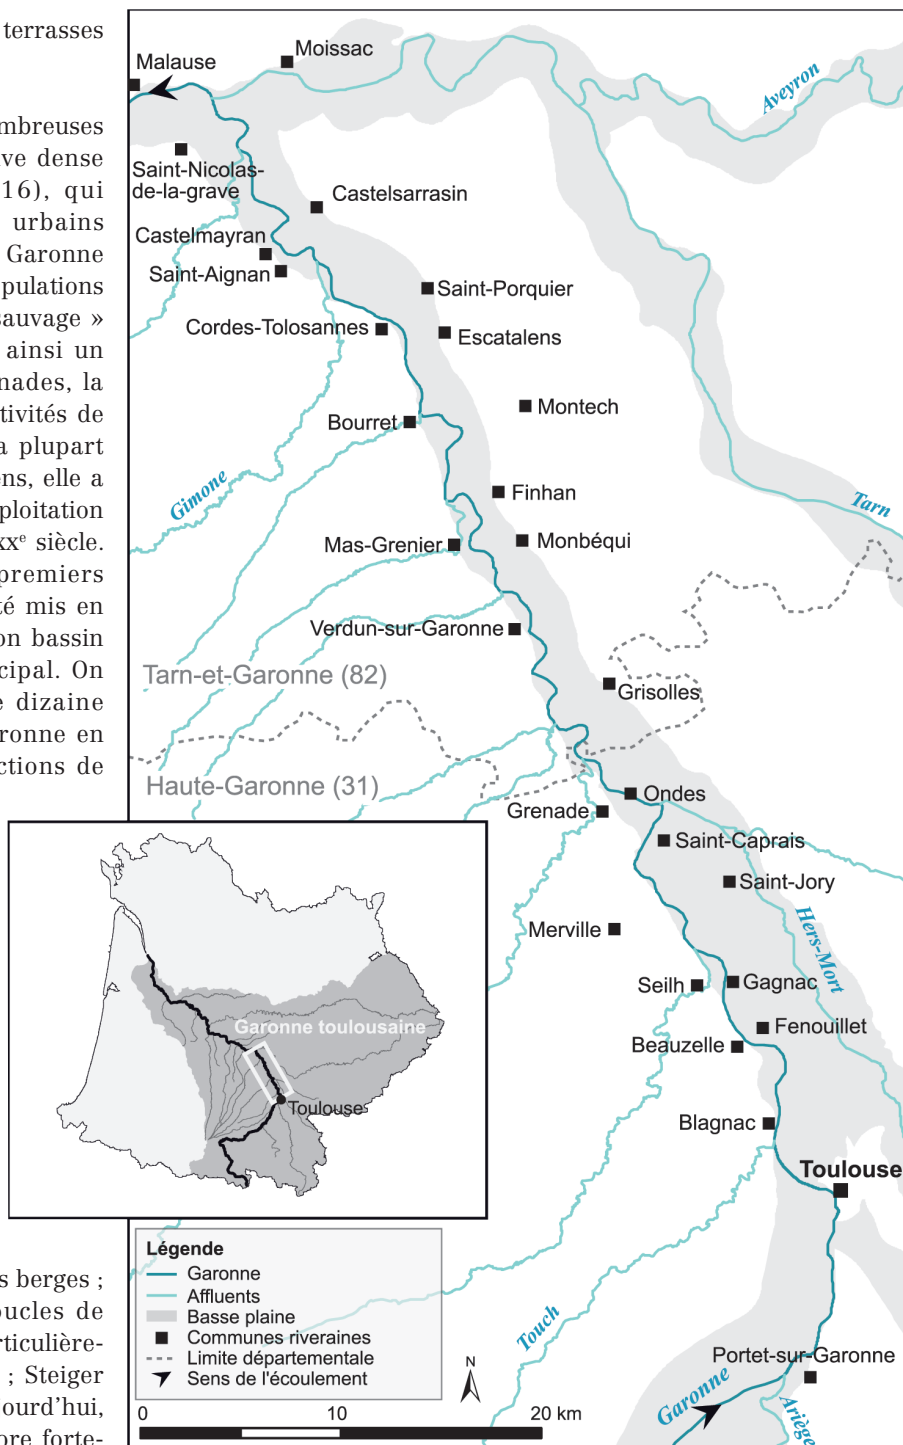 terrasses
mbreuses
ve dense
16), qui
urbains
Garonne
pulations
sauvage »
ainsi un
nades, la
tivités de
a plupart
ens, elle a
ploitation
xxe siècle.
premiers
té mis en
on bassin
cipal. On
e dizaine
ronne en
ctions de
s berges ;
oucles de
rticulière-
; Steiger
ourd'hui,
ore forte-
Malause
Moissac
Aveyron
Saint-Nicolas-
de-la-grave
Castelsarrasin
Castelmayran
Saint-Aignan
Saint-Porquier
Cordes-Tolosannes
Escatalens
Montech
Bourret
Gimone
Finhan
Tarn
Mas-Grenier
Monbéqui
Verdun-sur-Garonne
Tarn-et-Garonne (82)
Grisolles
Haute-Garonne (31)
Ondes
Grenade
Saint-Caprais
Saint-Jory
Hers-Mort
Merville
Seilh
Gagnac
Fenouillet
Beauzelle
Garonne toulousaine
Toulouse
Blagnac
Toulouse
Touch
Portet-sur-Garonne
Garonne
Ariège
Légende
Garonne
Affluents
Basse plaine
Communes riveraines
Limite départementale
Sens de l'écoulement
N
0 10 20 km